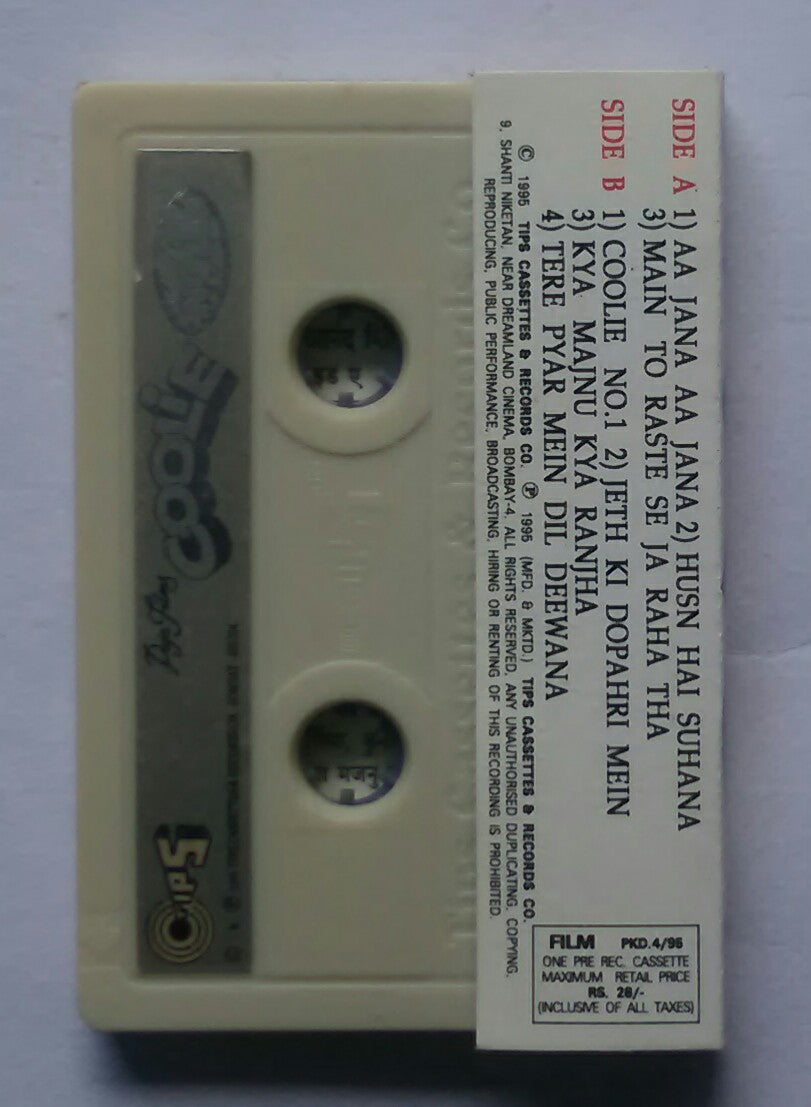 SIDE A 1) AA JANA AA JANA 2) HUSN HAI SUHANA
3) MAIN TO RASTE SE JA RAHA THA
SIDE B 1) COOLIE NO.1 2) JETH KI DOPAHRI MEIN
3) KYA MAJNU KYA RANJHA
4) TERE PYAR MEIN DIL DEEWANA
© 1995 TIPS CASSETTES & RECORDS CO. ℗ 1995 (MFD. & MKTD.) TIPS CASSETTES & RECORDS CO.
9, SHANTI NIKETAN, NEAR DREAMLAND CINEMA, BOMBAY-4. ALL RIGHTS RESERVED. ANY UNAUTHORISED DUPLICATING, COPYING,
REPRODUCING, PUBLIC PERFORMANCE, BROADCASTING, HIRING OR RENTING OF THIS RECORDING IS PROHIBITED.
FILM PKD.4/95
ONE PRE REC. CASSETTE
MAXIMUM RETAIL PRICE
RS. 28/-
(INCLUSIVE OF ALL TAXES)
Coolie
TIPS
मजनु